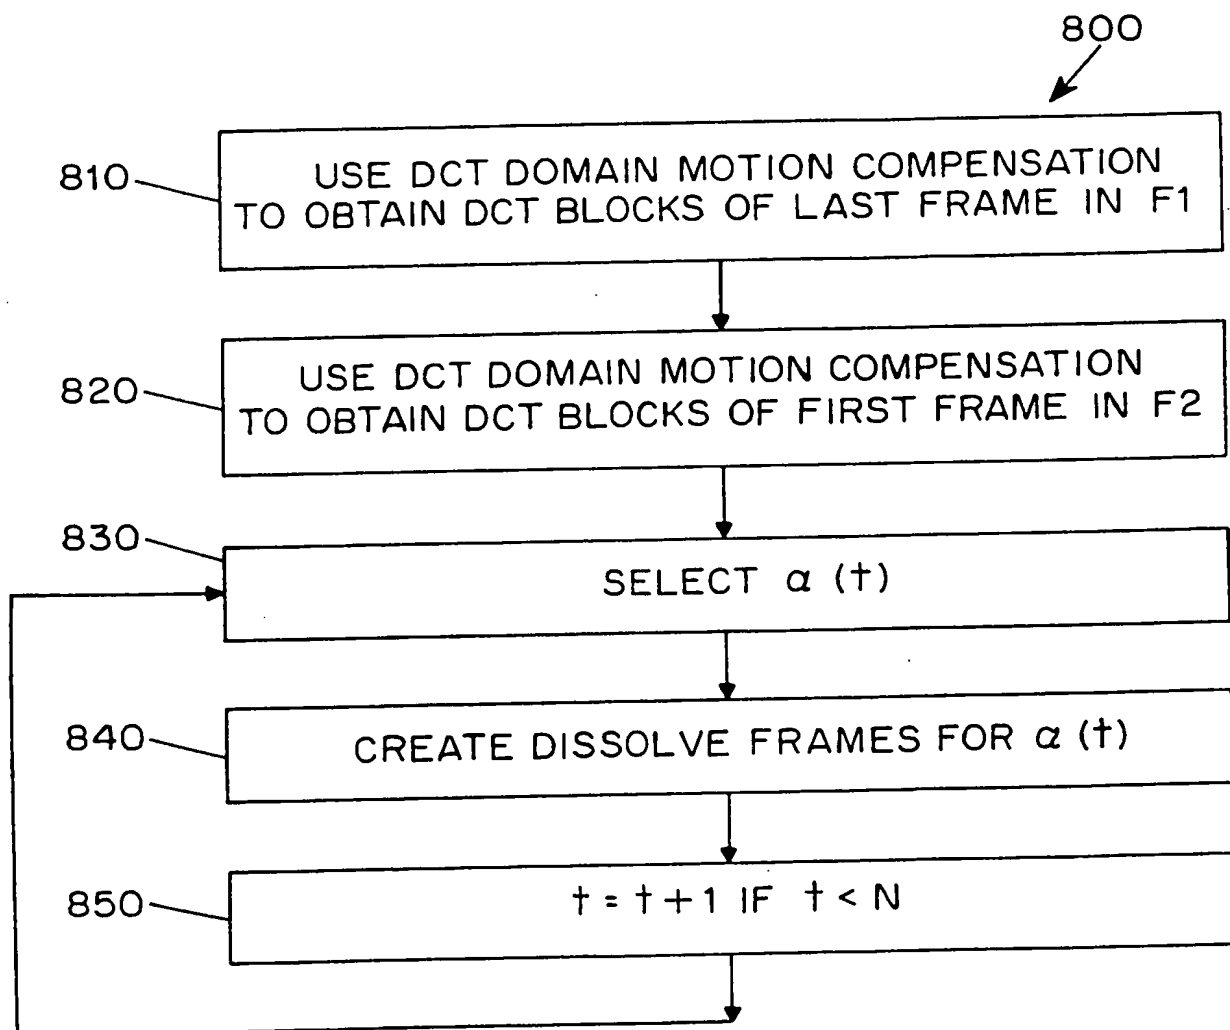 800
810
USE DCT DOMAIN MOTION COMPENSATION
TO OBTAIN DCT BLOCKS OF LAST FRAME IN F1
820
USE DCT DOMAIN MOTION COMPENSATION
TO OBTAIN DCT BLOCKS OF FIRST FRAME IN F2
830
SELECT α (t)
840
CREATE DISSOLVE FRAMES FOR α (t)
850
t = t + 1 IF t < N